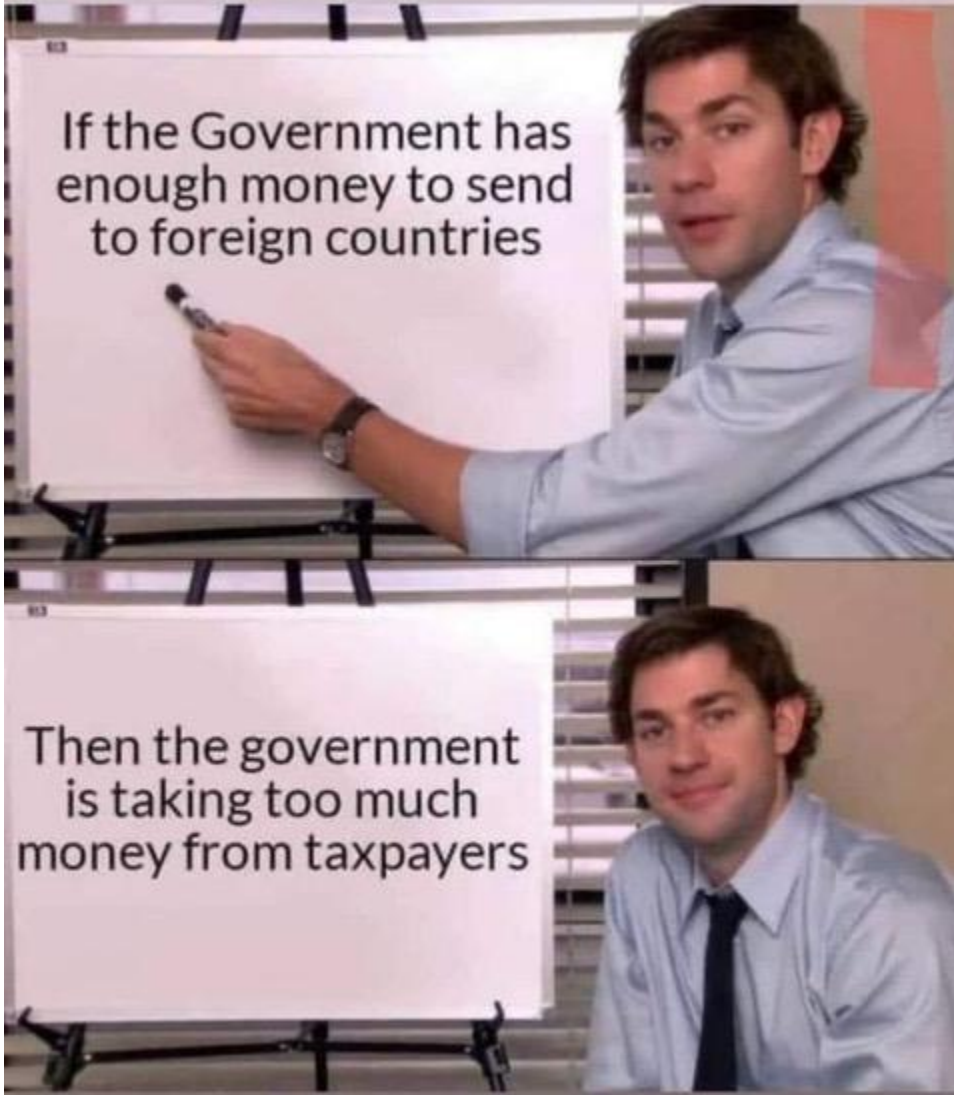 If the Government has
enough money to send
to foreign countries
Then the government
is taking too much
money from taxpayers